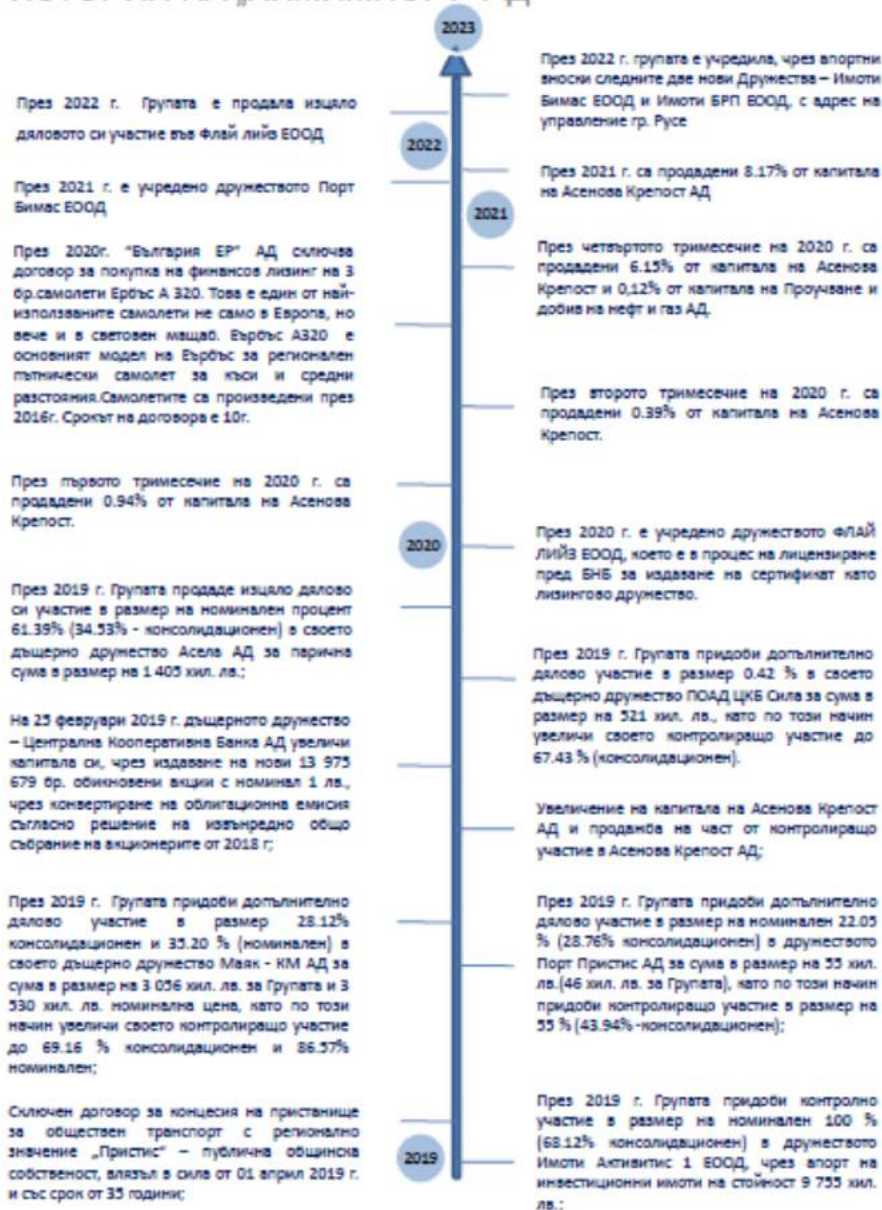 2023
През 2022 г. групата е учредила, чрез апортни
вноски следните две нови Дружества – Имоти
Бимас ЕООД и Имоти БРП ЕООД, с адрес на
управление гр. Русе
През 2022 г. Групата е продала изцяло
дяловото си участие във Флай лийз ЕООД
2022
През 2021 г. са продадени 8.17% от капитала
на Асенова Крепост АД
През 2021 г. е учредено дружеството Порт
Бимас ЕООД
2021
През четвъртото тримесечие на 2020 г. са
продадени 6.15% от капитала на Асенова
Крепост и 0,12% от капитала на Проучване и
добив на нефт и газ АД.
През 2020г. "България ЕР" АД сключва
договор за покупка на финансов лизинг на 3
бр.самолети Ербъс А 320. Това е един от най-
използваните самолети не само в Европа, но
вече и в световен мащаб. Еърбъс А320 е
основният модел на Еърбъс за регионален
пътнически самолет за къси и средни
разстояния.Самолетите са произведени през
2016г. Срокът на договора е 10г.
През второто тримесечие на 2020 г. са
продадени 0.39% от капитала на Асенова
Крепост.
През първото тримесечие на 2020 г. са
продадени 0.94% от капитала на Асенова
Крепост.
2020
През 2020 г. е учредено дружеството ФЛАЙ
ЛИЙЗ ЕООД, което е в процес на лицензиране
пред БНБ за издаване на сертификат като
лизингово дружество.
През 2019 г. Групата продаде изцяло дялово
си участие в размер на номинален процент
61.39% (34.53% - консолидационен) в своето
дъщерно дружество Асела АД за парична
сума в размер на 1 405 хил. лв.;
През 2019 г. Групата придоби допълнително
дялово участие в размер 0.42 % в своето
дъщерно дружество ПОАД ЦКБ Сила за сума в
размер на 521 хил. лв., като по този начин
увеличи своето контролиращо участие до
67.43 % (консолидационен).
На 25 февруари 2019 г. дъщерното дружество
– Централна Кооперативна Банка АД увеличи
капитала си, чрез издаване на нови 13 975
679 бр. обикновени акции с номинал 1 лв.,
чрез конвертиране на облигационна емисия
съгласно решение на извънредно общо
събрание на акционерите от 2018 г;
Увеличение на капитала на Асенова Крепост
АД и продажба на част от контролиращо
участие в Асенова Крепост АД;
През 2019 г. Групата придоби допълнително
дялово участие в размер 28.12%
консолидационен и 35.20 % (номинален) в
своето дъщерно дружество Маяк - КМ АД за
сума в размер на 3 056 хил. лв. за Групата и 3
530 хил. лв. номинална цена, като по този
начин увеличи своето контролиращо участие
до 69.16 % консолидационен и 86.57%
номинален;
През 2019 г. Групата придоби допълнително
дялово участие в размер на номинален 22.05
% (28.76% консолидационен) в дружеството
Порт Пристис АД за сума в размер на 55 хил.
лв.(46 хил. лв. за Групата), като по този начин
придоби контролиращо участие в размер на
55 % (43.94% -консолидационен);
Сключен договор за концесия на пристанище
за обществен транспорт с регионално
значение „Пристис" – публична общинска
собственост, влязъл в сила от 01 април 2019 г.
и със срок от 35 години;
2019
През 2019 г. Групата придоби контролно
участие в размер на номинален 100 %
(68.12% консолидационен) в дружеството
Имоти Активитис 1 ЕООД, чрез апорт на
инвестиционни имоти на стойност 9 755 хил.
лв.;